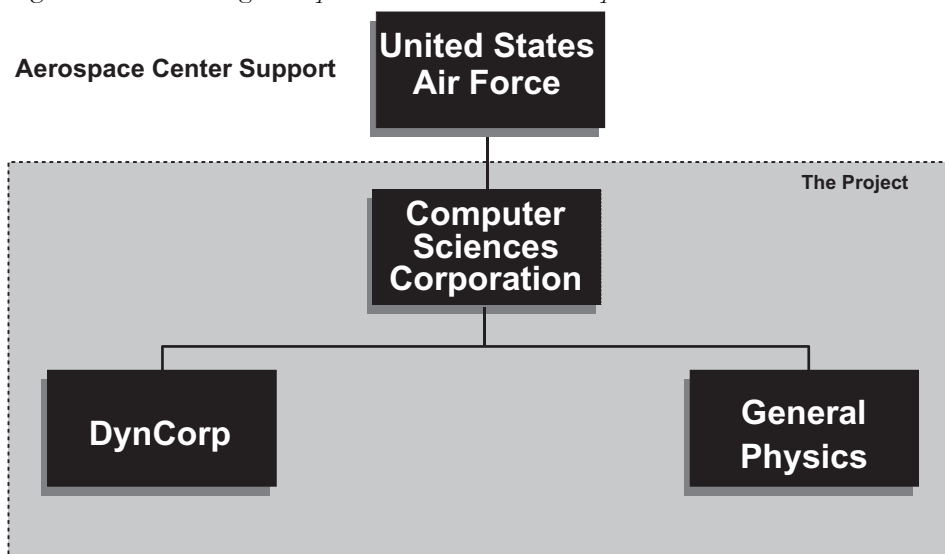 United States
Air Force
Aerospace Center Support
The Project
Computer
Sciences
Corporation
DynCorp
General
Physics